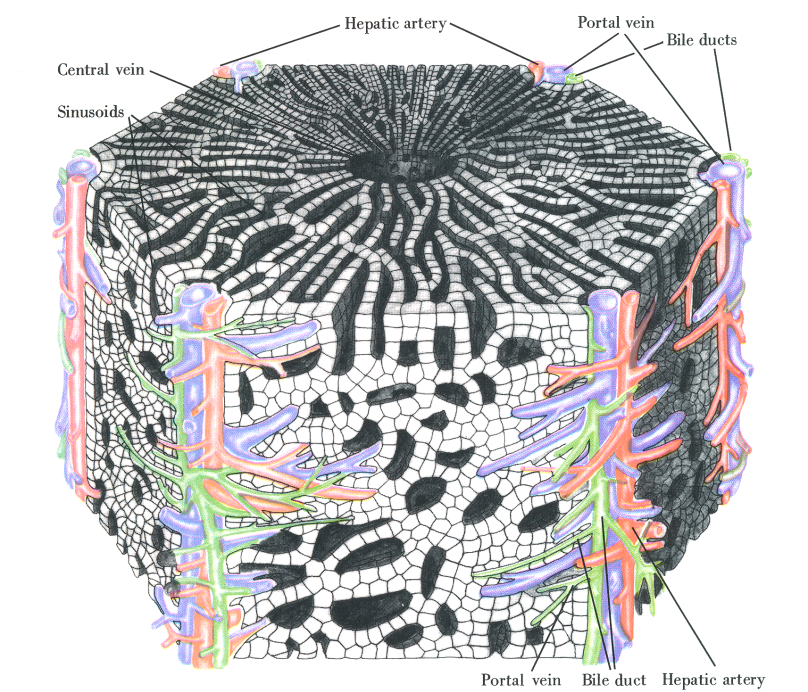 Hepatic artery
Portal vein
Bile ducts
Central vein
Sinusoids
Portal vein
Bile duct
Hepatic artery